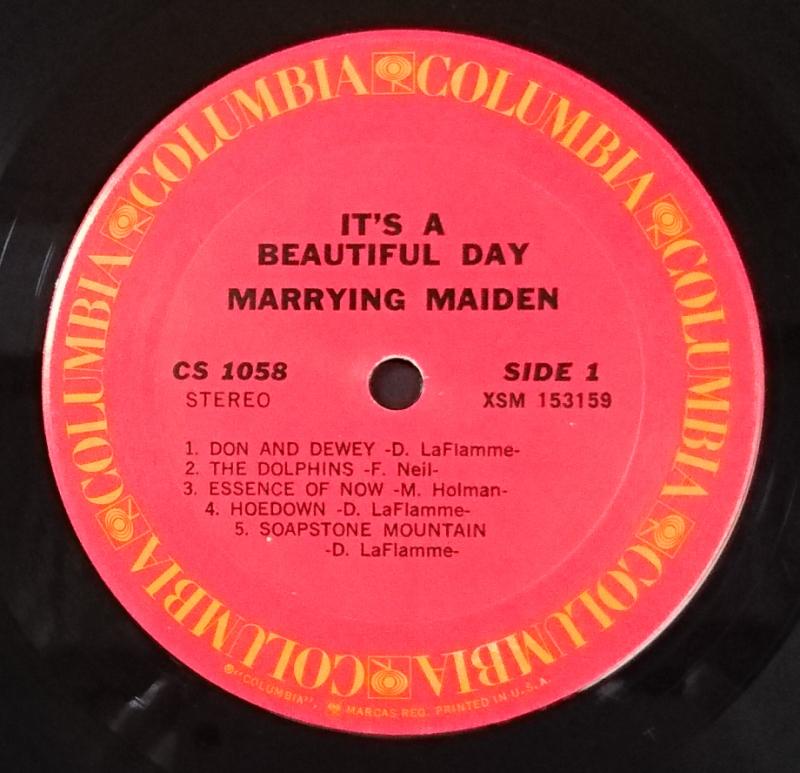 COLUMBIA COLUMBIA COLUMBIA COLUMBIA COLUMBIA COLUMBIA
IT'S A
BEAUTIFUL DAY
MARRYING MAIDEN
CS 1058 SIDE 1
STEREO XSM 153159
1. DON AND DEWEY -D. LaFlamme-
2. THE DOLPHINS -F. Neil-
3. ESSENCE OF NOW -M. Holman-
4. HOEDOWN -D. LaFlamme-
5. SOAPSTONE MOUNTAIN
-D. LaFlamme-
®"COLUMBIA", MARCAS REG. PRINTED IN U.S.A.